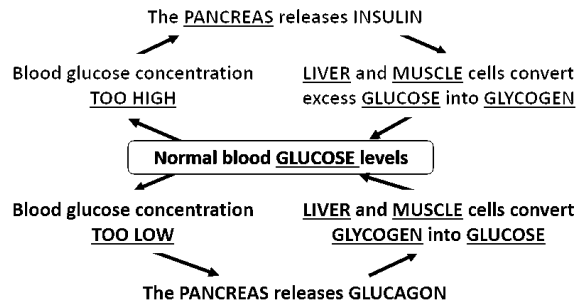 The PANCREAS releases INSULIN
Blood glucose concentration
TOO HIGH
LIVER and MUSCLE cells convert
excess GLUCOSE into GLYCOGEN
Normal blood GLUCOSE levels
Blood glucose concentration
TOO LOW
LIVER and MUSCLE cells convert
GLYCOGEN into GLUCOSE
The PANCREAS releases GLUCAGON